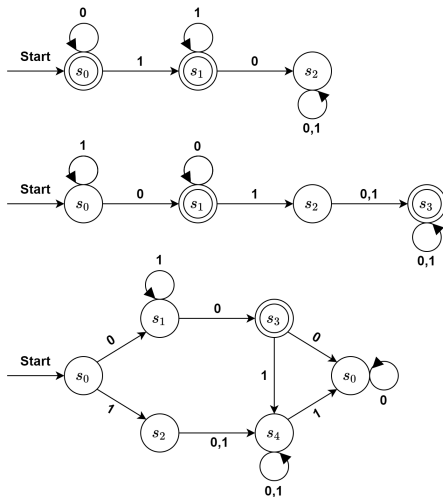 0 1
Start s₀ 1 s₁ 0 s₂
0,1
1 0
Start s₀ 0 s₁ 1 s₂ 0,1 s₃
0,1
1
s₁ 0 s₃
0 0
Start s₀ 1 s₀
1 s₂ 0,1 s₄ 1 0
0,1